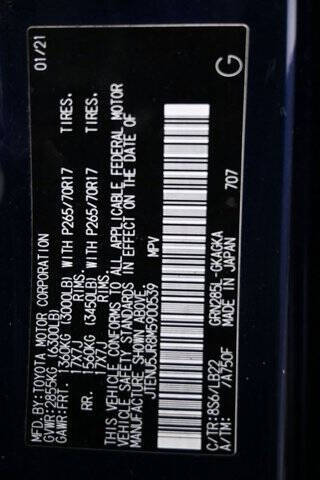 MFD.BY: TOYOTA MOTOR CORPORATION 01/21
GVWR: 2855KG (6300LB)
GAWR: FRT. 1360KG (3000LB) WITH P265/70R17 TIRES.
17X7J RIMS.
RR. 1560KG (3450LB) WITH P265/70R17 TIRES.
17X7J RIMS.
THIS VEHICLE CONFORMS TO ALL APPLICABLE FEDERAL MOTOR
VEHICLE SAFETY STANDARDS IN EFFECT ON THE DATE OF
MANUFACTURE
JTENU5JR8M5900539 MPV
C/TR:8S6/LB22 GRN285L-GKAGKA 707
A/TM: -/A750F MADE IN JAPAN
G